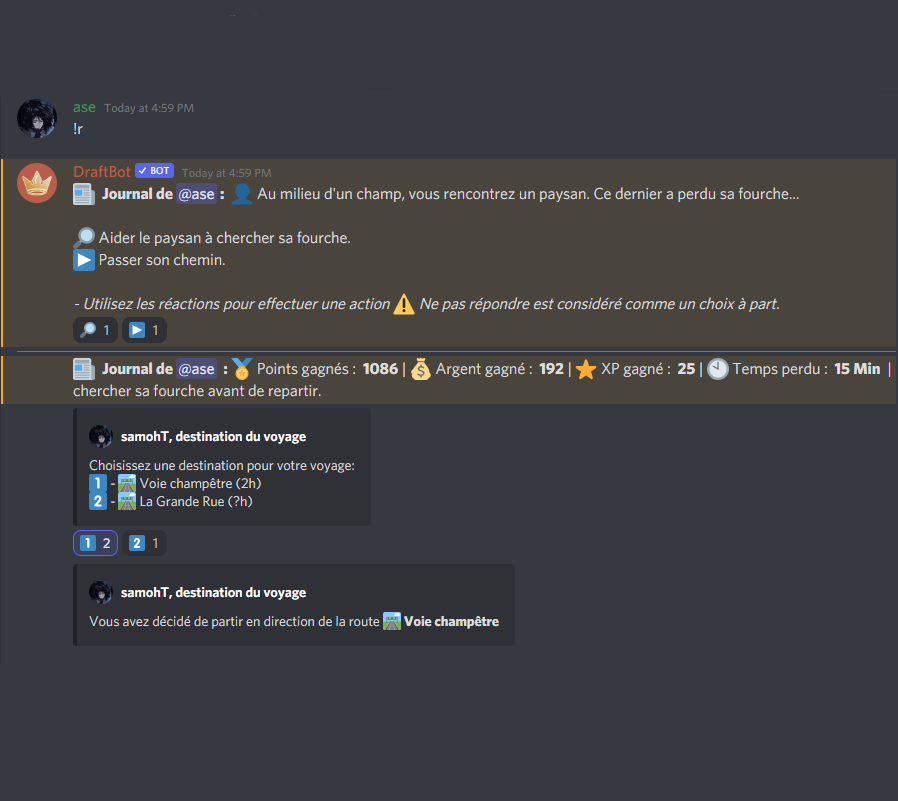 ase Today at 4:59 PM
!r
DraftBot ✓ BOT Today at 4:59 PM
📰 Journal de @ase : 👤 Au milieu d'un champ, vous rencontrez un paysan. Ce dernier a perdu sa fourche...
🔎 Aider le paysan à chercher sa fourche.
▶️ Passer son chemin.
- Utilisez les réactions pour effectuer une action ⚠️ Ne pas répondre est considéré comme un choix à part.
🔎 1 ▶️ 1
📰 Journal de @ase : 🏅 Points gagnés : 1086 | 💰 Argent gagné : 192 | ⭐ XP gagné : 25 | 🕙 Temps perdu : 15 Min |
chercher sa fourche avant de repartir.
samohT, destination du voyage
Choisissez une destination pour votre voyage:
1️⃣ - 🛣️ Voie champêtre (2h)
2️⃣ - 🛣️ La Grande Rue (?h)
1️⃣ 2 2️⃣ 1
samohT, destination du voyage
Vous avez décidé de partir en direction de la route 🛣️ Voie champêtre